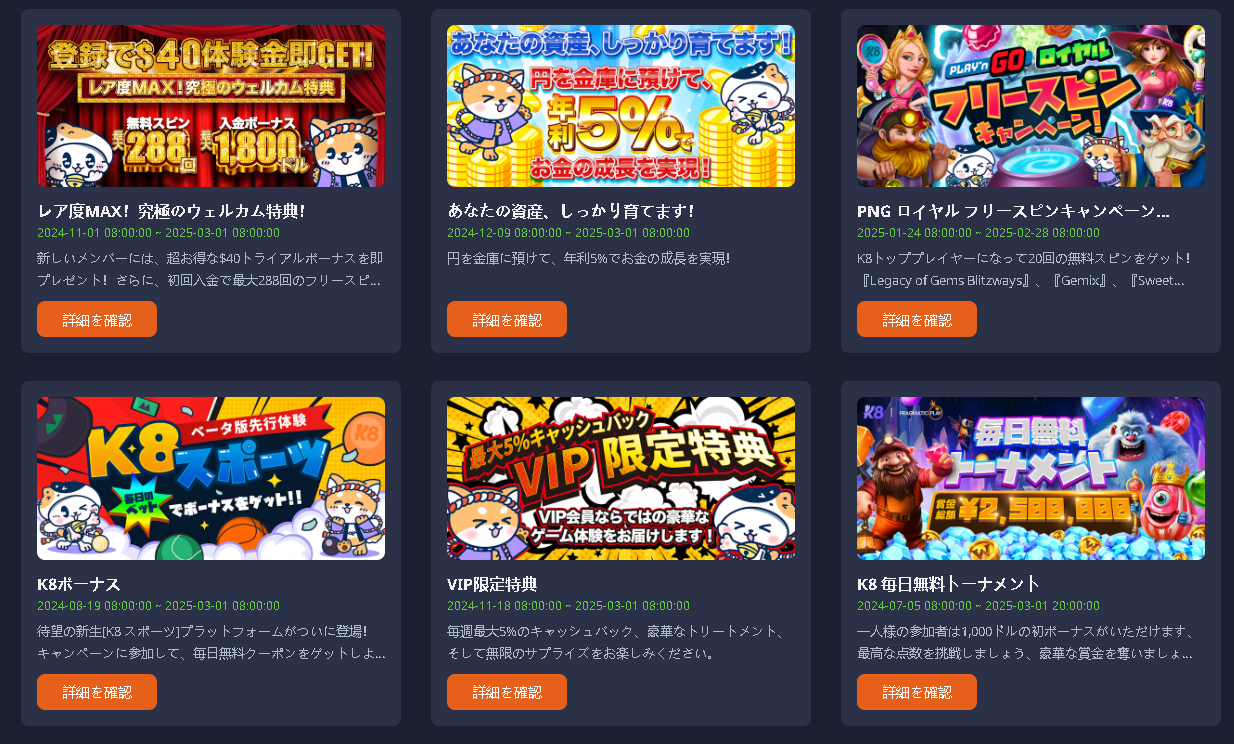 登録で$40体験金即GET!
レア度MAX!究極のウェルカム特典
無料スピン
最大288回
入金ボーナス
最大1,800ドル
レア度MAX！究極のウェルカム特典！
2024-11-01 08:00:00 ~ 2025-03-01 08:00:00
新しいメンバーには、超お得な$40トライアルボーナスを即
プレゼント！さらに、初回入金で最大288回のフリースピ...
詳細を確認
あなたの資産、しっかり育てます!
円を金庫に預けて、
年利5%で
お金の成長を実現!
あなたの資産、しっかり育てます！
2024-12-09 08:00:00 ~ 2025-03-01 08:00:00
円を金庫に預けて、年利5%でお金の成長を実現！
詳細を確認
K8
PLAY'n GO ロイヤル
フリースピン
キャンペーン!
K8
PNG ロイヤル フリースピンキャンペーン...
2025-01-24 08:00:00 ~ 2025-02-28 08:00:00
K8トッププレイヤーになって20回の無料スピンをゲット！
『Legacy of Gems Blitzways』、『Gemix』、『Sweet...
詳細を確認
ベータ版先行体験
K8スポーツ
K8
毎日のベット
でボーナスをゲット!!
K8ボーナス
2024-08-19 08:00:00 ~ 2025-03-01 08:00:00
待望の新生[K8 スポーツ]プラットフォームがついに登場！
キャンペーンに参加して、毎日無料クーポンをゲットしよ...
詳細を確認
最大5%キャッシュバック
VIP 限定特典
VIP会員ならではの豪華な
ゲーム体験をお届けします!
VIP限定特典
2024-11-18 08:00:00 ~ 2025-03-01 08:00:00
毎週最大5%のキャッシュバック、豪華なトリートメント、
そして無限のサプライズをお楽しみください。
詳細を確認
K8 | PRAGMATIC PLAY
毎日無料
トーナメント
賞金総額 ¥2,500,000
K8 毎日無料トーナメント
2024-07-05 08:00:00 ~ 2025-03-01 20:00:00
一人様の参加者は1,000ドルの初ボーナスがいただけます、
最高な点数を挑戦しましょう、豪華な賞金を奪いましょ...
詳細を確認